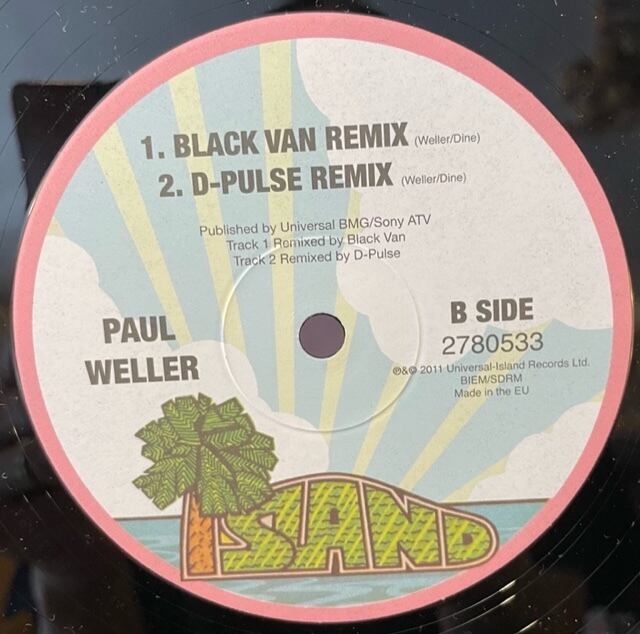 1. BLACK VAN REMIX (Weller/Dine)
2. D-PULSE REMIX (Weller/Dine)
Published by Universal BMG/Sony ATV
Track 1 Remixed by Black Van
Track 2 Remixed by D-Pulse
PAUL
WELLER
B SIDE
2780533
℗&© 2011 Universal-Island Records Ltd.
BIEM/SDRM
Made in the EU
ISLAND